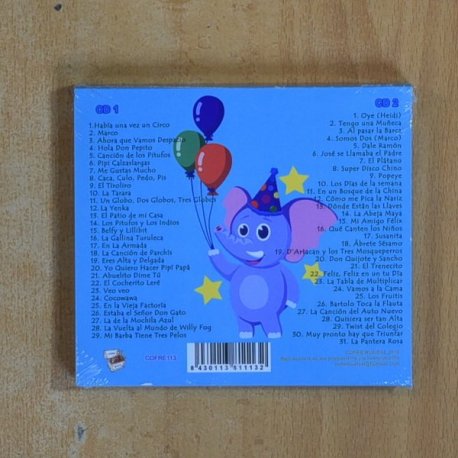 CD 1
1.Había una vez un Circo
2. Marco
3. Ahora que Vamos Despacio
4. Hola Don Pepito
5. Canción de los Pitufos
6. Pipi Calzaslargas
7. Me Gustas Mucho
8. Caca, Culo, Pedo, Pis
9. El Tiroliro
10. La Tarara
11. Un Globo, Dos Globos, Tres Globos
12. La Yenka
13. El Patio de mi Casa
14. Los Pitufos y Los Indios
15. Belfy y Lillibit
16. La Gallina Turuleca
17. En La Armada
18. La Canción de Parchís
19. Eres Alta y Delgada
20. Yo Quiero Hacer Pipí Papá
21. Abuelito Dime Tú
22. El Cocherito Leré
23. Veo veo
24. Cocowawa
25. En la Vieja Factoría
26. Estaba el Señor Don Gato
27. La de la Mochila Azul
28. La Vuelta al Mundo de Willy Fog
29. Mi Barba Tiene Tres Pelos
CD 2
1. Oye (Heidi)
2. Tengo una Muñeca
3. Al pasar la Barca
4. Somos Dos (Marco)
5. Dale Ramón
6. José se Llamaba el Padre
7. El Plátano
8. Super Disco Chino
9. Popeye
10. Los Días de la semana
11. En un Bosque de la China
12. Cómo me Pica la Nariz
13. Dónde Están las Llaves
14. La Abeja Maya
15. Mi Amigo Félix
16. Qué Canten los Niños
17. Susanita
18. Ábrete Sésamo
19. D'Artacan y los Tres Mosqueperros
20. Don Quijote y Sancho
21. El Trenecito
22. Feliz, Feliz en un tu Día
23. La Tabla de Multiplicar
24. Vamos a la Cama
25. Los Fruitis
26. Bartolo Toca la Flauta
27. La Canción del Auto Nuevo
28. Quisiera ser tan Alta
29. Twist del Colegio
30. Muy pronto hay que Triunfar
31. La Pantera Rosa
COFRE113
8 430113 911132